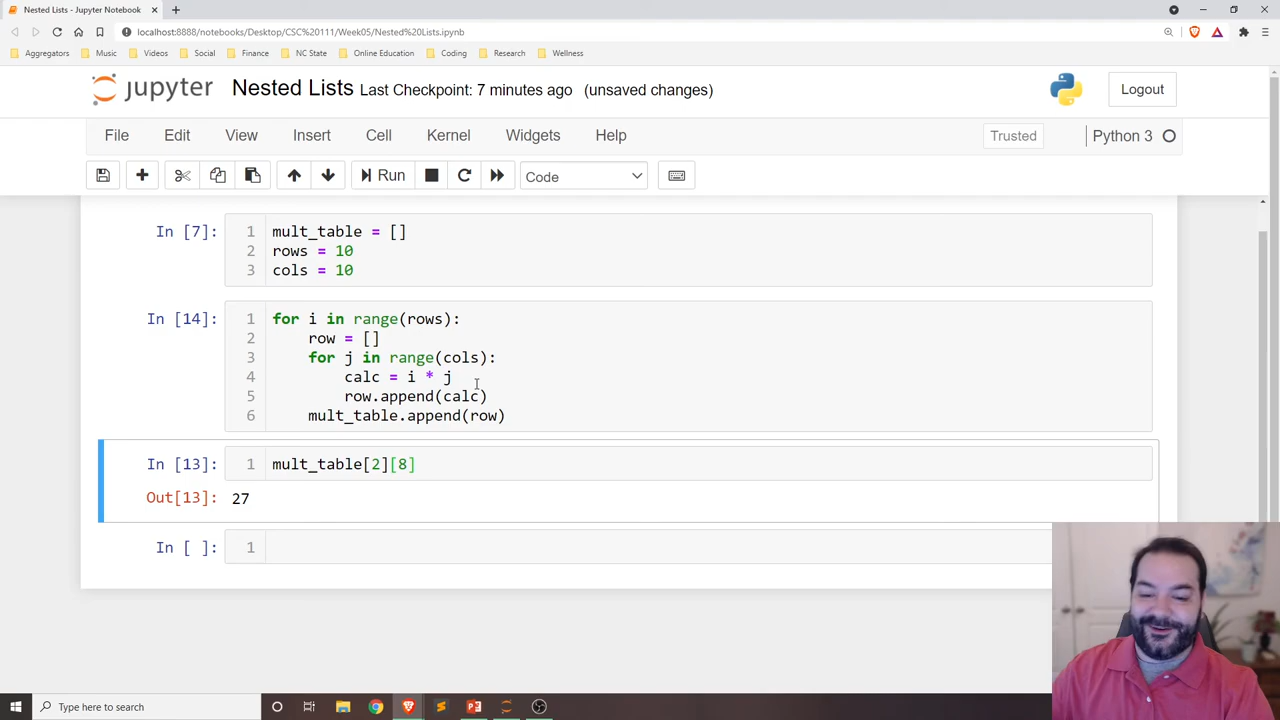 Nested Lists - Jupyter Notebook
localhost:8888/notebooks/Desktop/CSC%20111/Week05/Nested%20Lists.ipynb
Aggregators Music Videos Social Finance NC State Online Education Coding Research Wellness
jupyter Nested Lists Last Checkpoint: 7 minutes ago (unsaved changes) Logout
File Edit View Insert Cell Kernel Widgets Help Trusted Python 3
Run Code
In [7]: 1 mult_table = []
2 rows = 10
3 cols = 10
In [14]: 1 for i in range(rows):
2 row = []
3 for j in range(cols):
4 calc = i * j
5 row.append(calc)
6 mult_table.append(row)
In [13]: 1 mult_table[2][8]
Out[13]: 27
In [ ]: 1
Type here to search